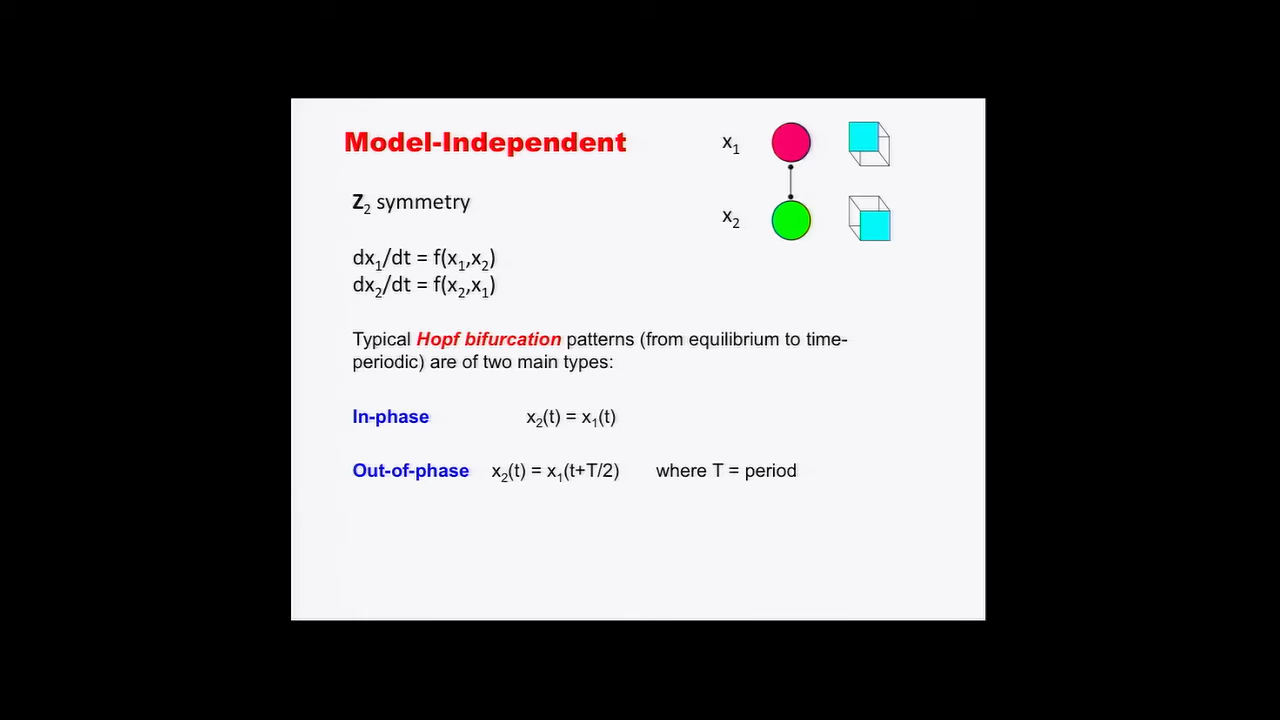 Model-Independent
x₁
Z₂ symmetry
x₂
dx₁/dt = f(x₁,x₂)
dx₂/dt = f(x₂,x₁)
Typical Hopf bifurcation patterns (from equilibrium to time-
periodic) are of two main types:
In-phase x₂(t) = x₁(t)
Out-of-phase x₂(t) = x₁(t+T/2) where T = period